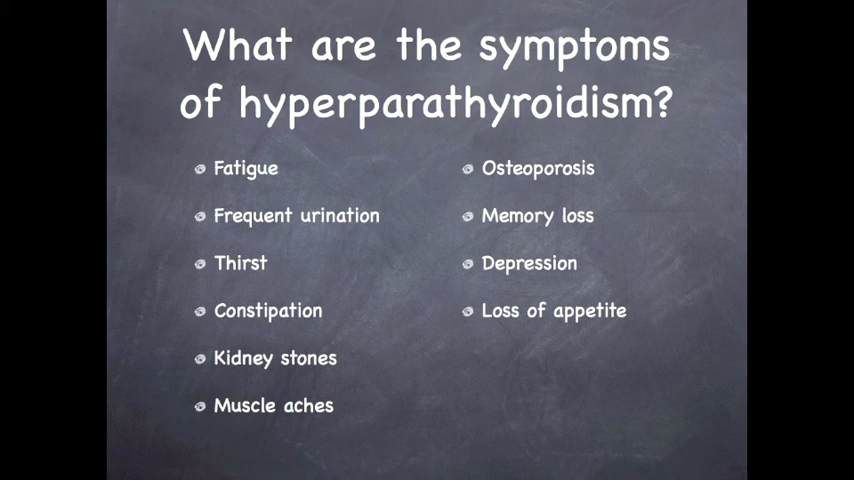 What are the symptoms
of hyperparathyroidism?
Fatigue
Frequent urination
Thirst
Constipation
Kidney stones
Muscle aches
Osteoporosis
Memory loss
Depression
Loss of appetite